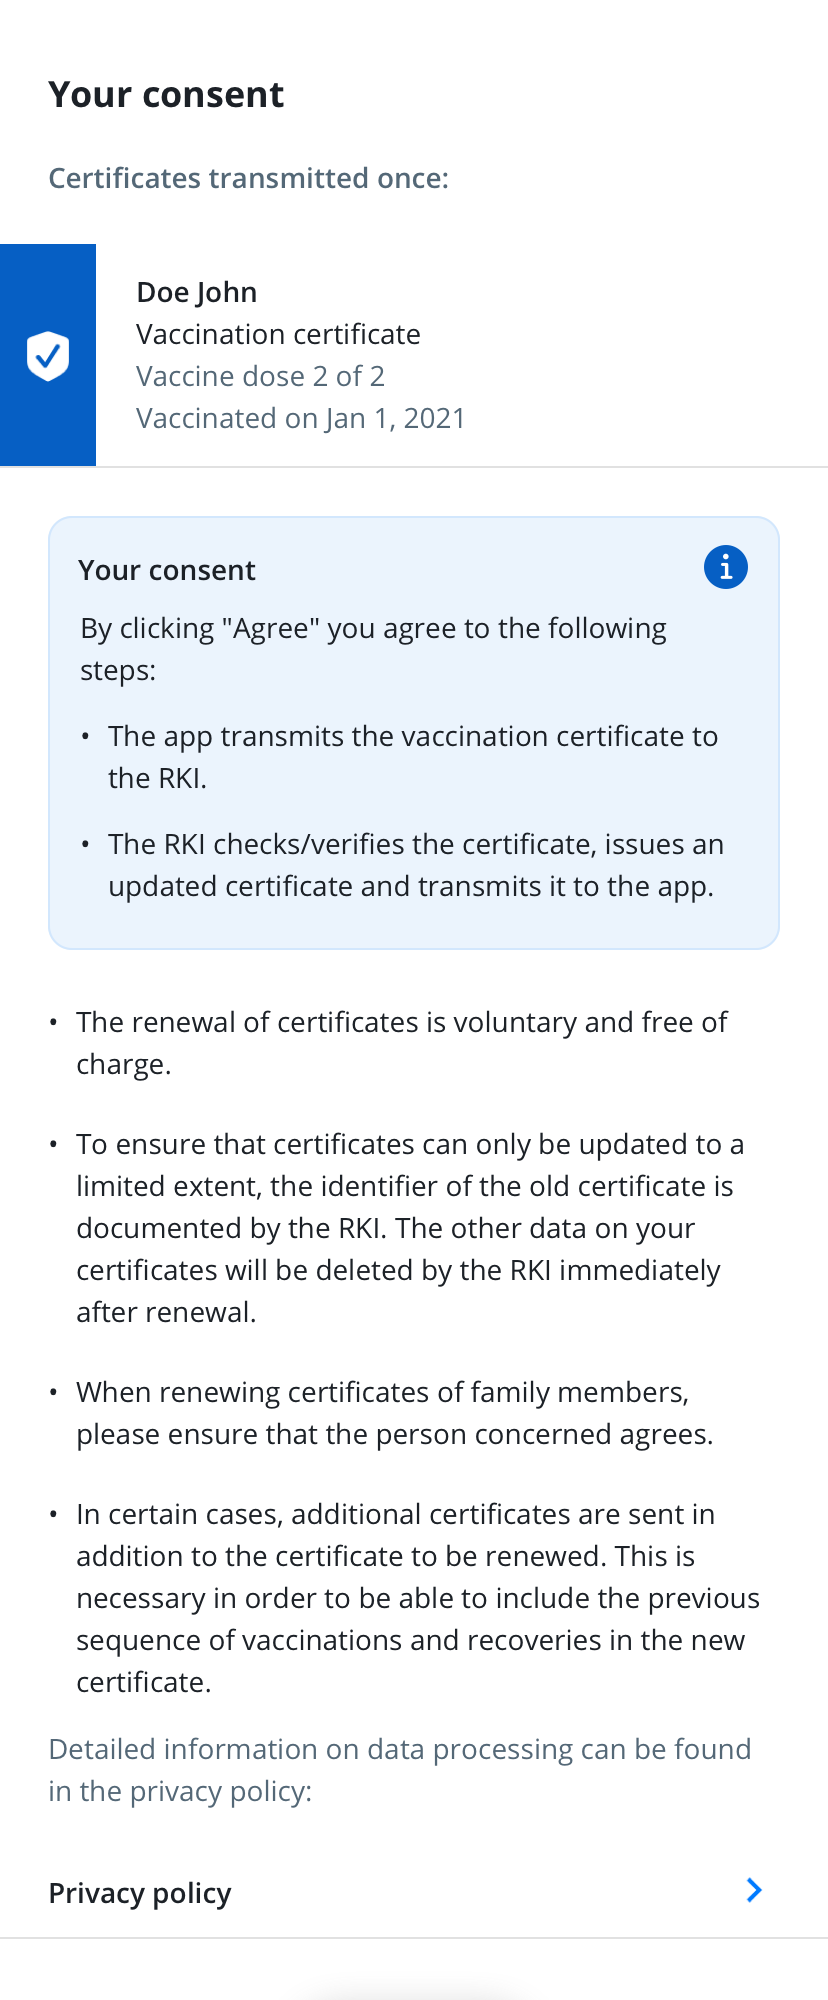 Your consent
Certificates transmitted once:
Doe John
Vaccination certificate
Vaccine dose 2 of 2
Vaccinated on Jan 1, 2021
Your consent
By clicking "Agree" you agree to the following
steps:
• The app transmits the vaccination certificate to
the RKI.
• The RKI checks/verifies the certificate, issues an
updated certificate and transmits it to the app.
• The renewal of certificates is voluntary and free of
charge.
• To ensure that certificates can only be updated to a
limited extent, the identifier of the old certificate is
documented by the RKI. The other data on your
certificates will be deleted by the RKI immediately
after renewal.
• When renewing certificates of family members,
please ensure that the person concerned agrees.
• In certain cases, additional certificates are sent in
addition to the certificate to be renewed. This is
necessary in order to be able to include the previous
sequence of vaccinations and recoveries in the new
certificate.
Detailed information on data processing can be found
in the privacy policy:
Privacy policy